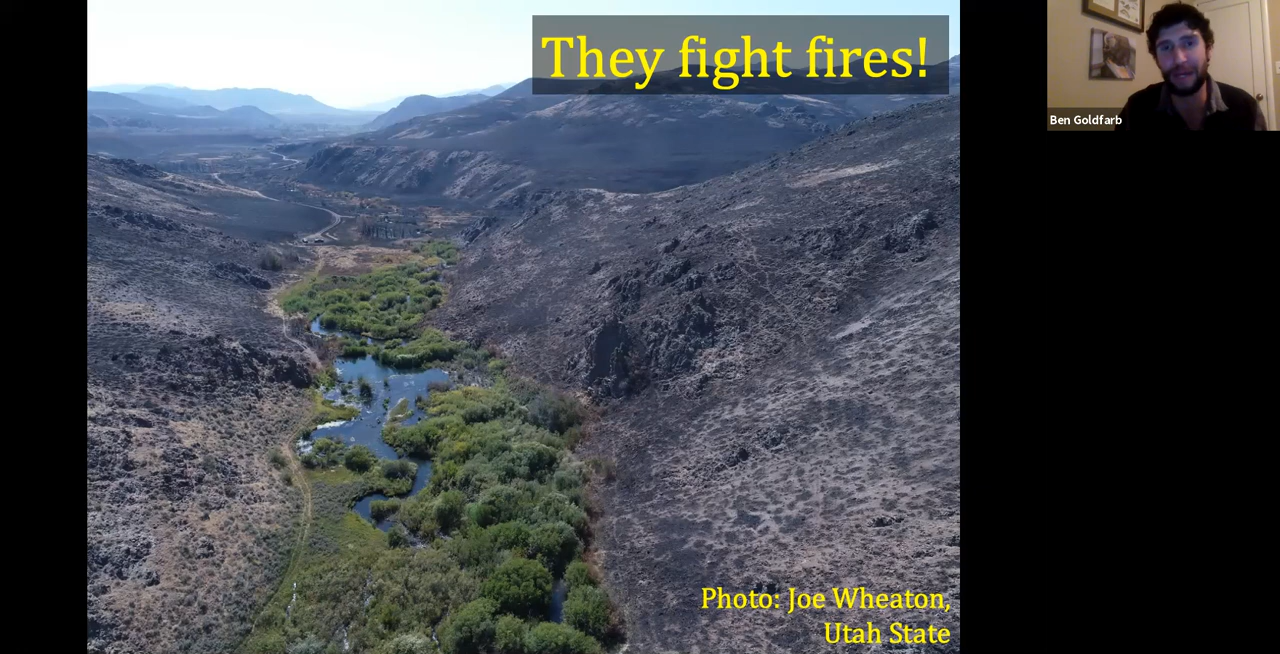 They fight fires!
Ben Goldfarb
Photo: Joe Wheaton,
Utah State